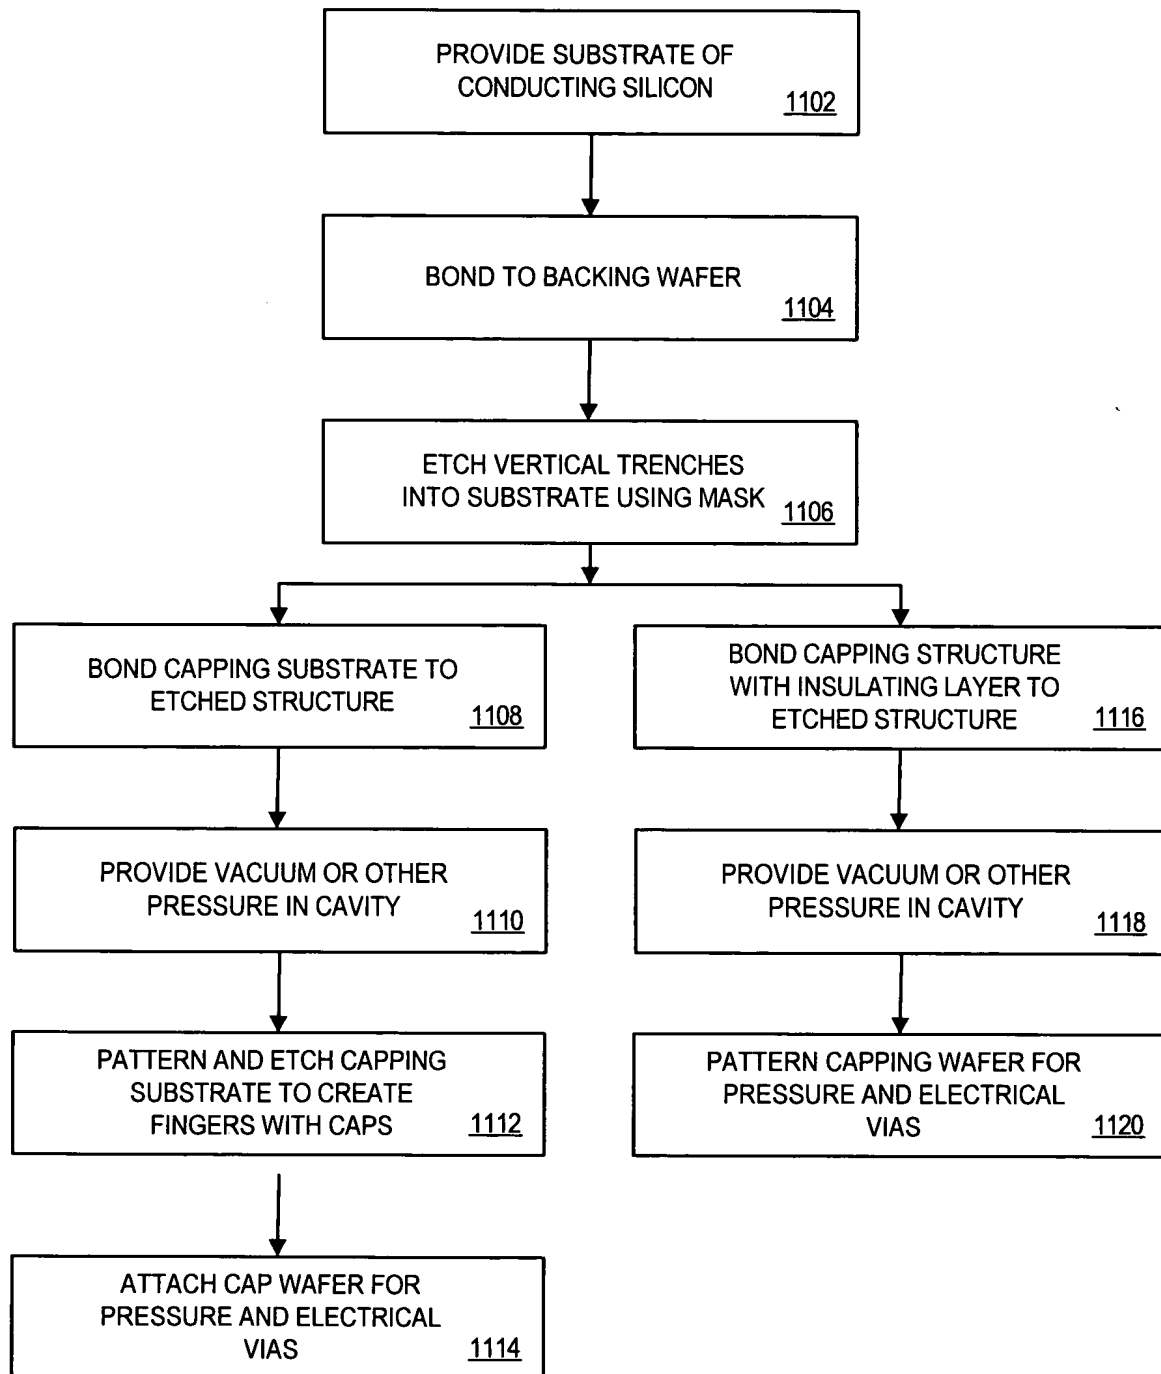 PROVIDE SUBSTRATE OF
CONDUCTING SILICON
1102
BOND TO BACKING WAFER
1104
ETCH VERTICAL TRENCHES
INTO SUBSTRATE USING MASK
1106
BOND CAPPING SUBSTRATE TO
ETCHED STRUCTURE
1108
PROVIDE VACUUM OR OTHER
PRESSURE IN CAVITY
1110
PATTERN AND ETCH CAPPING
SUBSTRATE TO CREATE
FINGERS WITH CAPS
1112
ATTACH CAP WAFER FOR
PRESSURE AND ELECTRICAL
VIAS
1114
BOND CAPPING STRUCTURE
WITH INSULATING LAYER TO
ETCHED STRUCTURE
1116
PROVIDE VACUUM OR OTHER
PRESSURE IN CAVITY
1118
PATTERN CAPPING WAFER FOR
PRESSURE AND ELECTRICAL
VIAS
1120